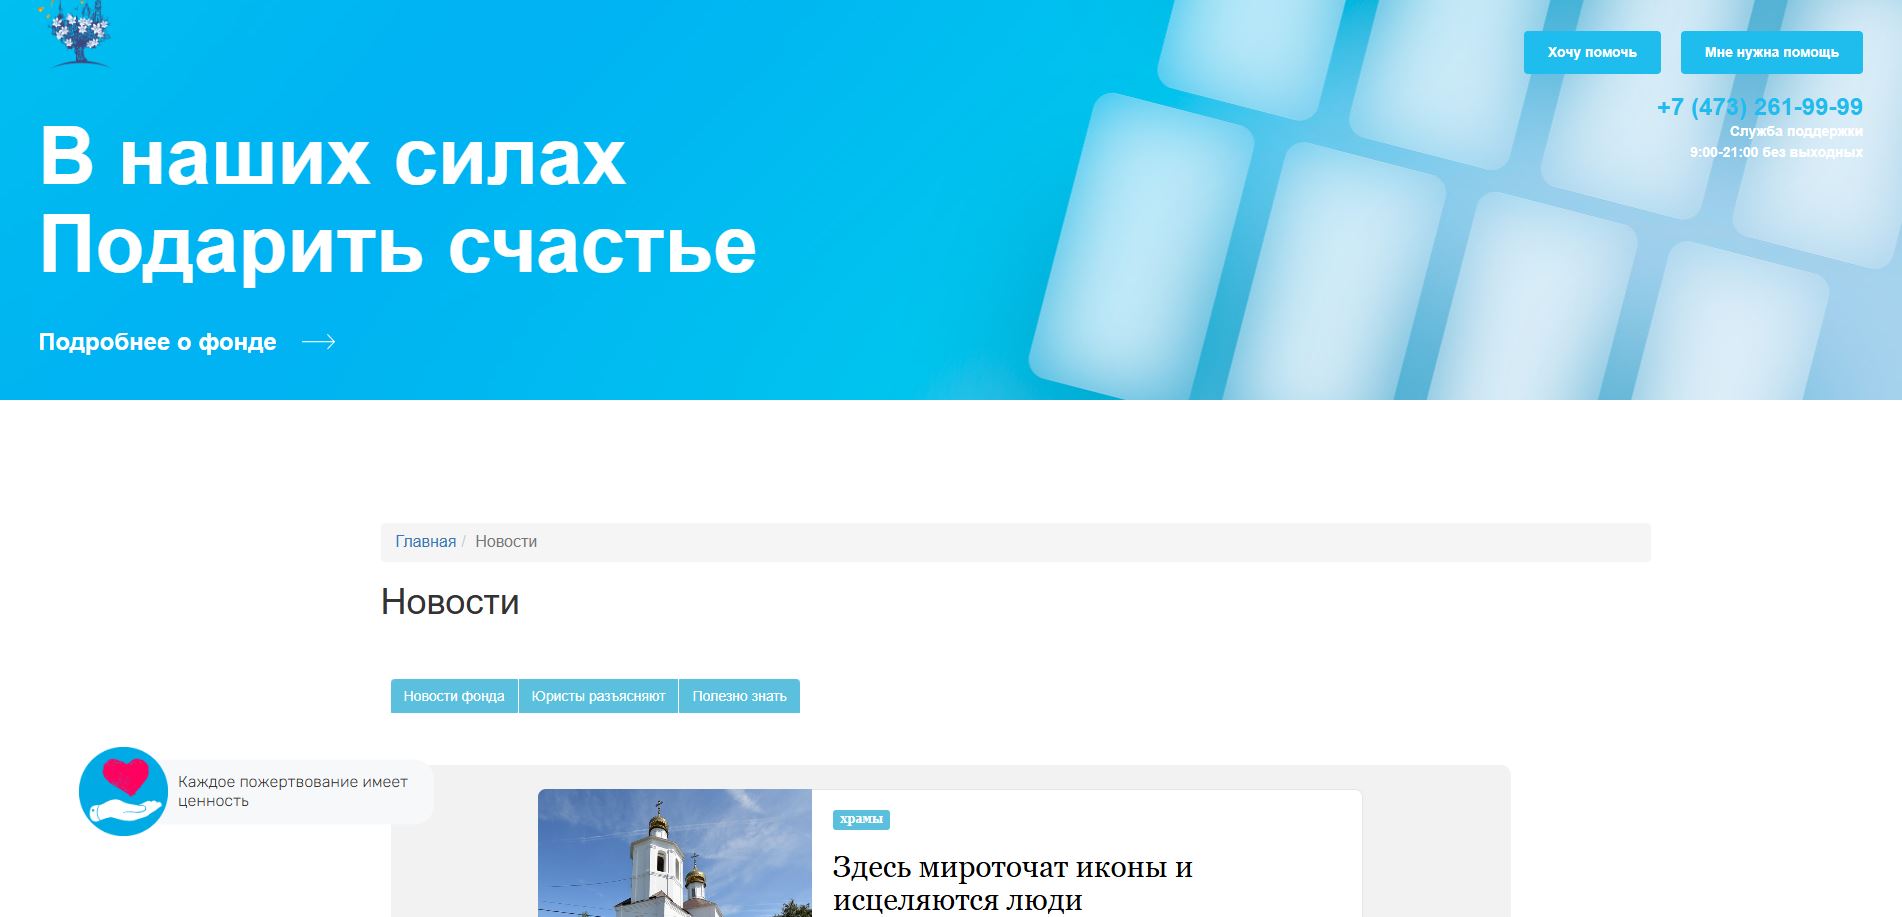 Хочу помочь
Мне нужна помощь
+7 (473) 261-99-99
Служба поддержки
9:00-21:00 без выходных
В наших силах
Подарить счастье
Подробнее о фонде
Главная / Новости
Новости
Новости фонда
Юристы разъясняют
Полезно знать
Каждое пожертвование имеет
ценность
храмы
Здесь мироточат иконы и
исцеляются люди